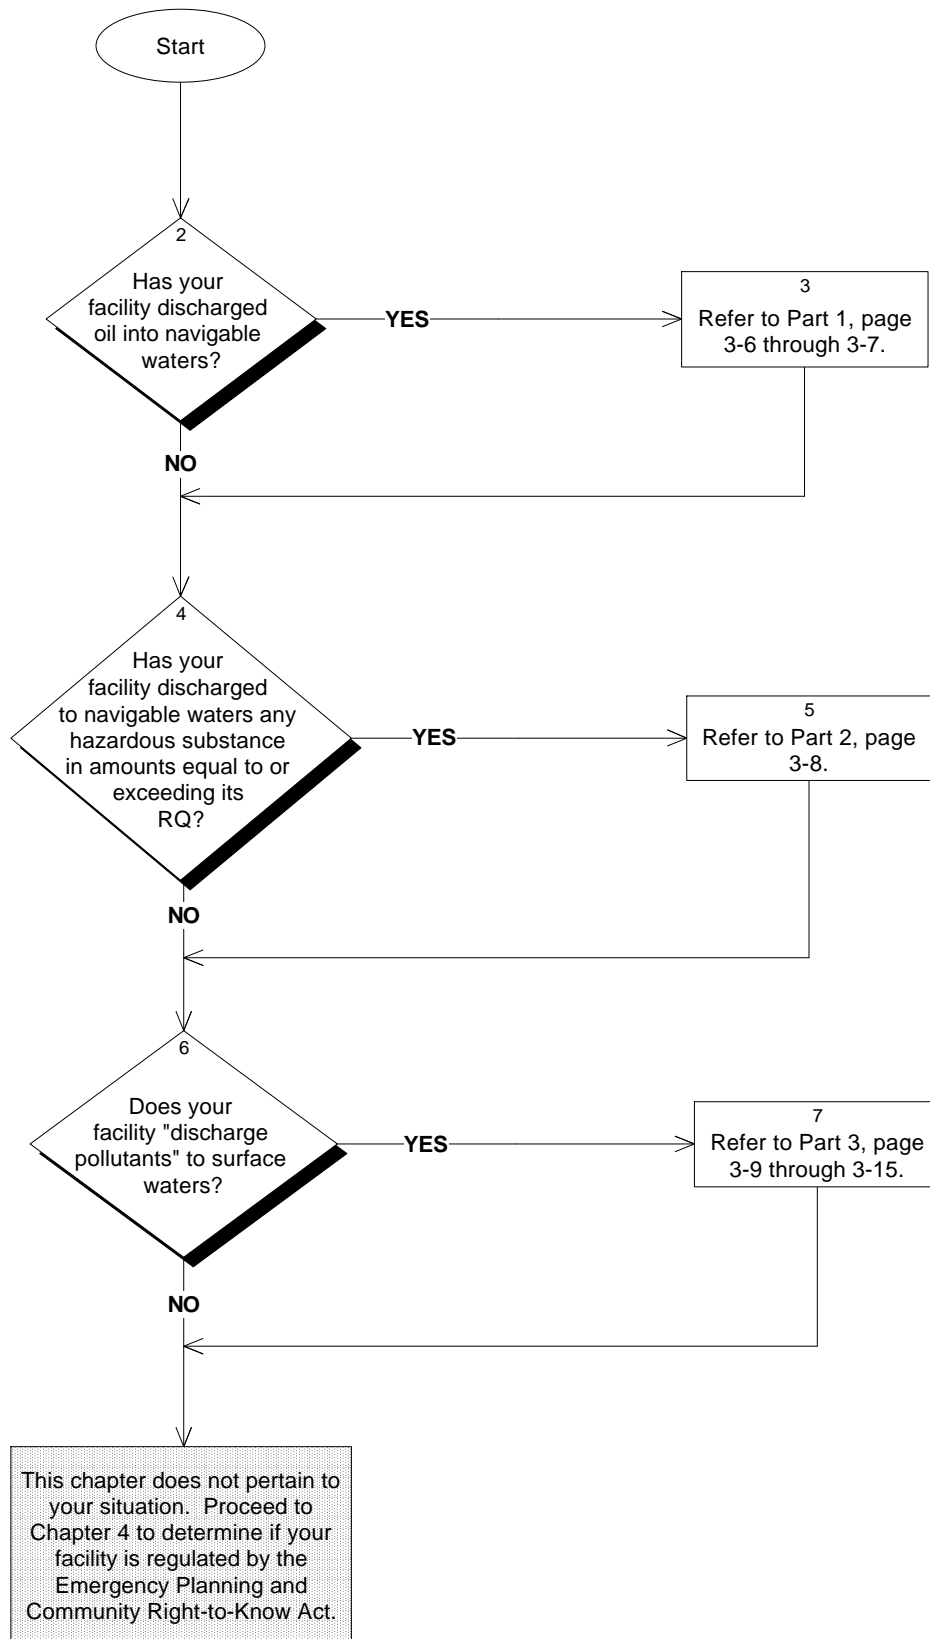 Start
2
Has your
facility discharged
oil into navigable
waters?
YES
3
Refer to Part 1, page
3-6 through 3-7.
NO
4
Has your
facility discharged
to navigable waters any
hazardous substance
in amounts equal to or
exceeding its
RQ?
YES
5
Refer to Part 2, page
3-8.
NO
6
Does your
facility "discharge
pollutants" to surface
waters?
YES
7
Refer to Part 3, page
3-9 through 3-15.
NO
This chapter does not pertain to
your situation. Proceed to
Chapter 4 to determine if your
facility is regulated by the
Emergency Planning and
Community Right-to-Know Act.